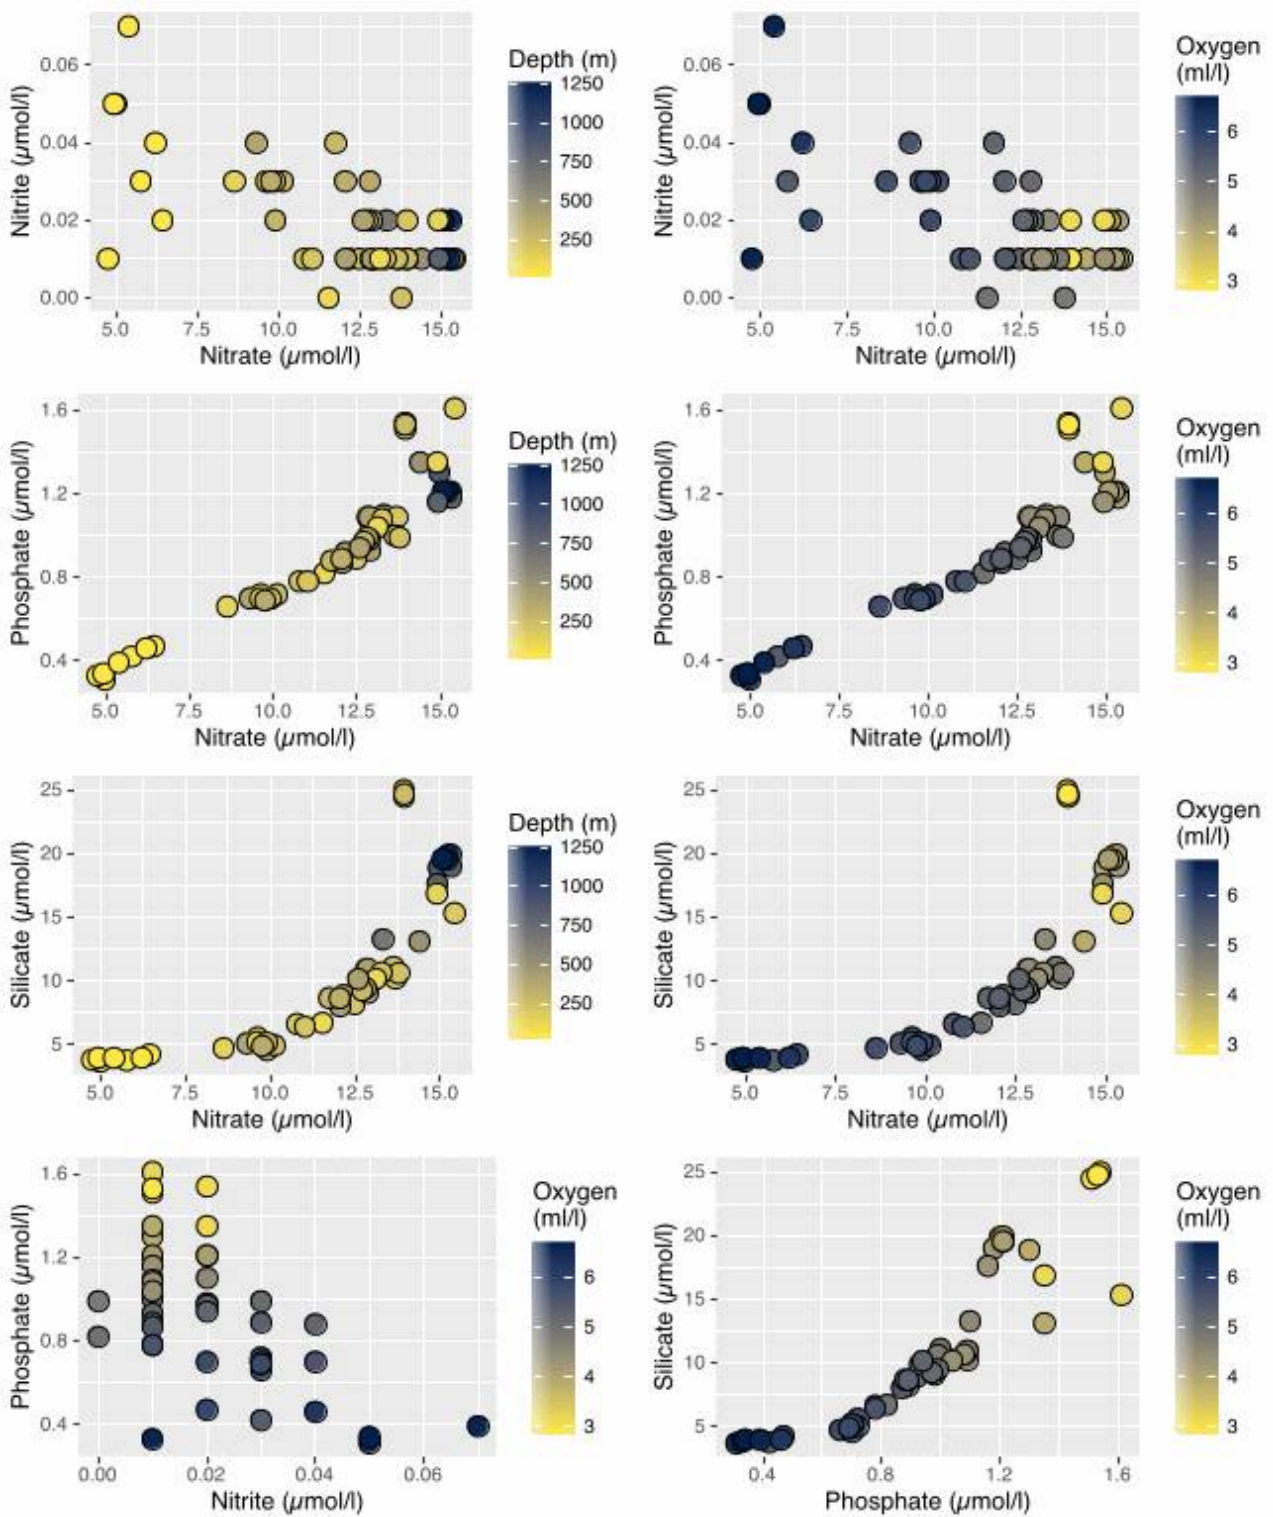 Nitrite (µmol/l)
0.06
0.04
0.02
0.00
5.0 7.5 10.0 12.5 15.0
Nitrate (µmol/l)
Depth (m)
1250
1000
750
500
250
Nitrite (µmol/l)
0.06
0.04
0.02
0.00
5.0 7.5 10.0 12.5 15.0
Nitrate (µmol/l)
Oxygen
(ml/l)
6
5
4
3
Phosphate (µmol/l)
1.6
1.2
0.8
0.4
5.0 7.5 10.0 12.5 15.0
Nitrate (µmol/l)
Depth (m)
1250
1000
750
500
250
Phosphate (µmol/l)
1.6
1.2
0.8
0.4
5.0 7.5 10.0 12.5 15.0
Nitrate (µmol/l)
Oxygen
(ml/l)
6
5
4
3
Silicate (µmol/l)
25
20
15
10
5
5.0 7.5 10.0 12.5 15.0
Nitrate (µmol/l)
Depth (m)
1250
1000
750
500
250
Silicate (µmol/l)
25
20
15
10
5
5.0 7.5 10.0 12.5 15.0
Nitrate (µmol/l)
Oxygen
(ml/l)
6
5
4
3
Phosphate (µmol/l)
1.6
1.2
0.8
0.4
0.00 0.02 0.04 0.06
Nitrite (µmol/l)
Oxygen
(ml/l)
6
5
4
3
Silicate (µmol/l)
25
20
15
10
5
0.4 0.8 1.2 1.6
Phosphate (µmol/l)
Oxygen
(ml/l)
6
5
4
3